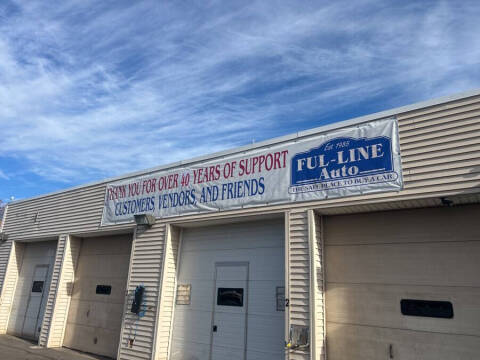 THANK YOU FOR OVER 40 YEARS OF SUPPORT
CUSTOMERS, VENDORS, AND FRIENDS
Est 1985
FUL-LINE
Auto
THE SAFE PLACE TO BUY A CAR
2